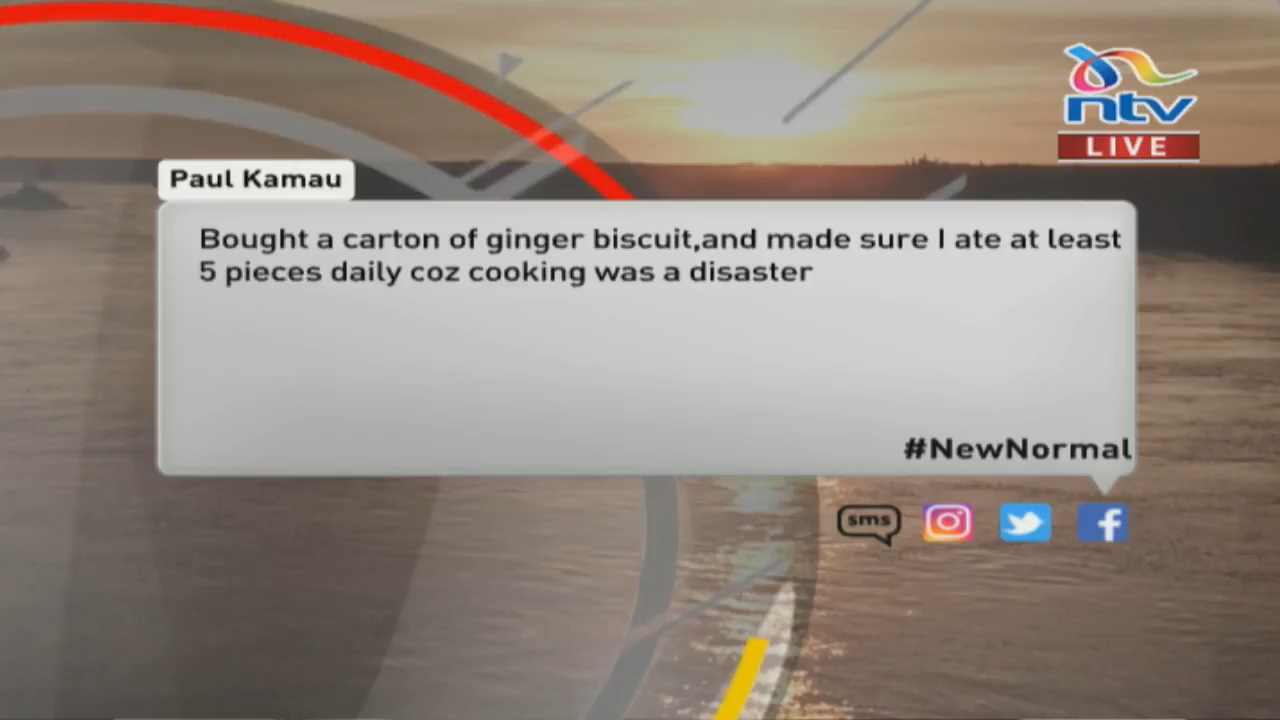 ntv
LIVE
Paul Kamau
Bought a carton of ginger biscuit,and made sure I ate at least
5 pieces daily coz cooking was a disaster
#NewNormal
sms